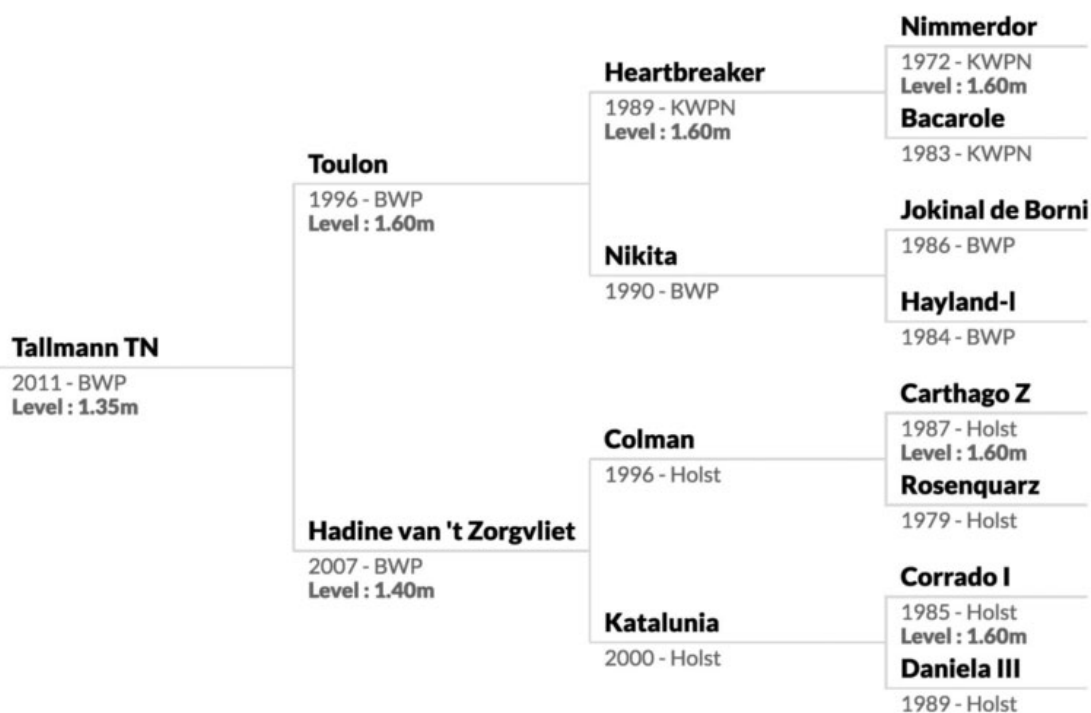 Nimmerdor
1972 - KWPN
Level : 1.60m
Heartbreaker
1989 - KWPN
Level : 1.60m
Bacarole
1983 - KWPN
Toulon
1996 - BWP
Level : 1.60m
Jokinal de Borni
1986 - BWP
Nikita
1990 - BWP
Hayland-I
1984 - BWP
Tallmann TN
2011 - BWP
Level : 1.35m
Carthago Z
1987 - Holst
Level : 1.60m
Colman
1996 - Holst
Rosenquarz
1979 - Holst
Hadine van 't Zorgvliet
2007 - BWP
Level : 1.40m
Corrado I
1985 - Holst
Level : 1.60m
Katalunia
2000 - Holst
Daniela III
1989 - Holst